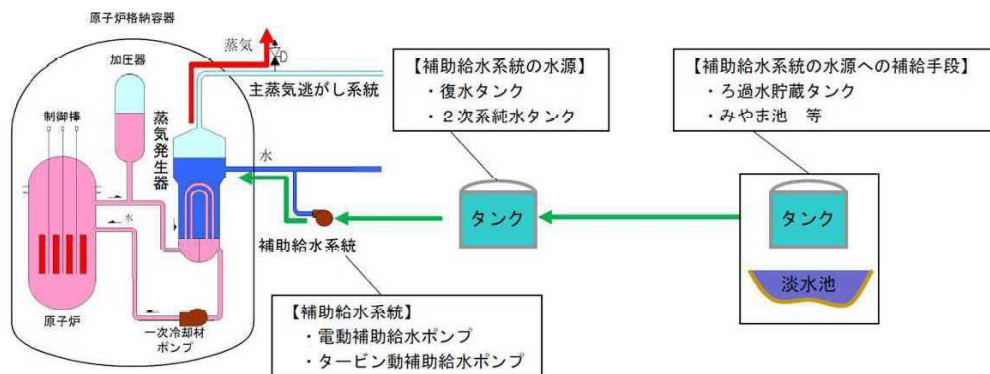 原子炉格納容器
蒸気
加圧器
主蒸気逃がし系統
制御棒
蒸気発生器
水
水
補助給水系統
原子炉
一次冷却材
ポンプ
【補助給水系統の水源】
・復水タンク
・２次系純水タンク
【補助給水系統の水源への補給手段】
・ろ過水貯蔵タンク
・みやま池　等
タンク
タンク
淡水池
【補助給水系統】
・電動補助給水ポンプ
・タービン動補助給水ポンプ